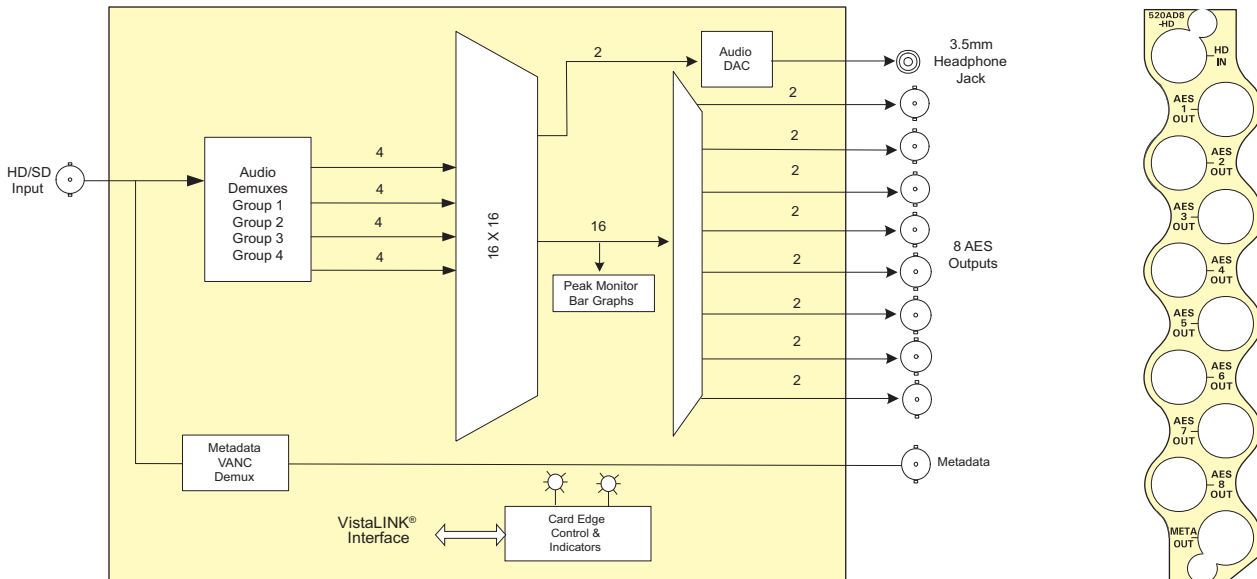 HD/SD
Input
Audio
Demuxes
Group 1
Group 2
Group 3
Group 4
4
4
4
4
16 X 16
2
Audio
DAC
3.5mm
Headphone
Jack
16
Peak Monitor
Bar Graphs
2
2
2
2
2
2
2
2
8 AES
Outputs
Metadata
VANC
Demux
Metadata
VistaLINK®
Interface
Card Edge
Control &
Indicators
520AD8
-HD
HD
IN
AES
1
OUT
AES
2
OUT
AES
3
OUT
AES
4
OUT
AES
5
OUT
AES
6
OUT
AES
7
OUT
AES
8
OUT
META
OUT